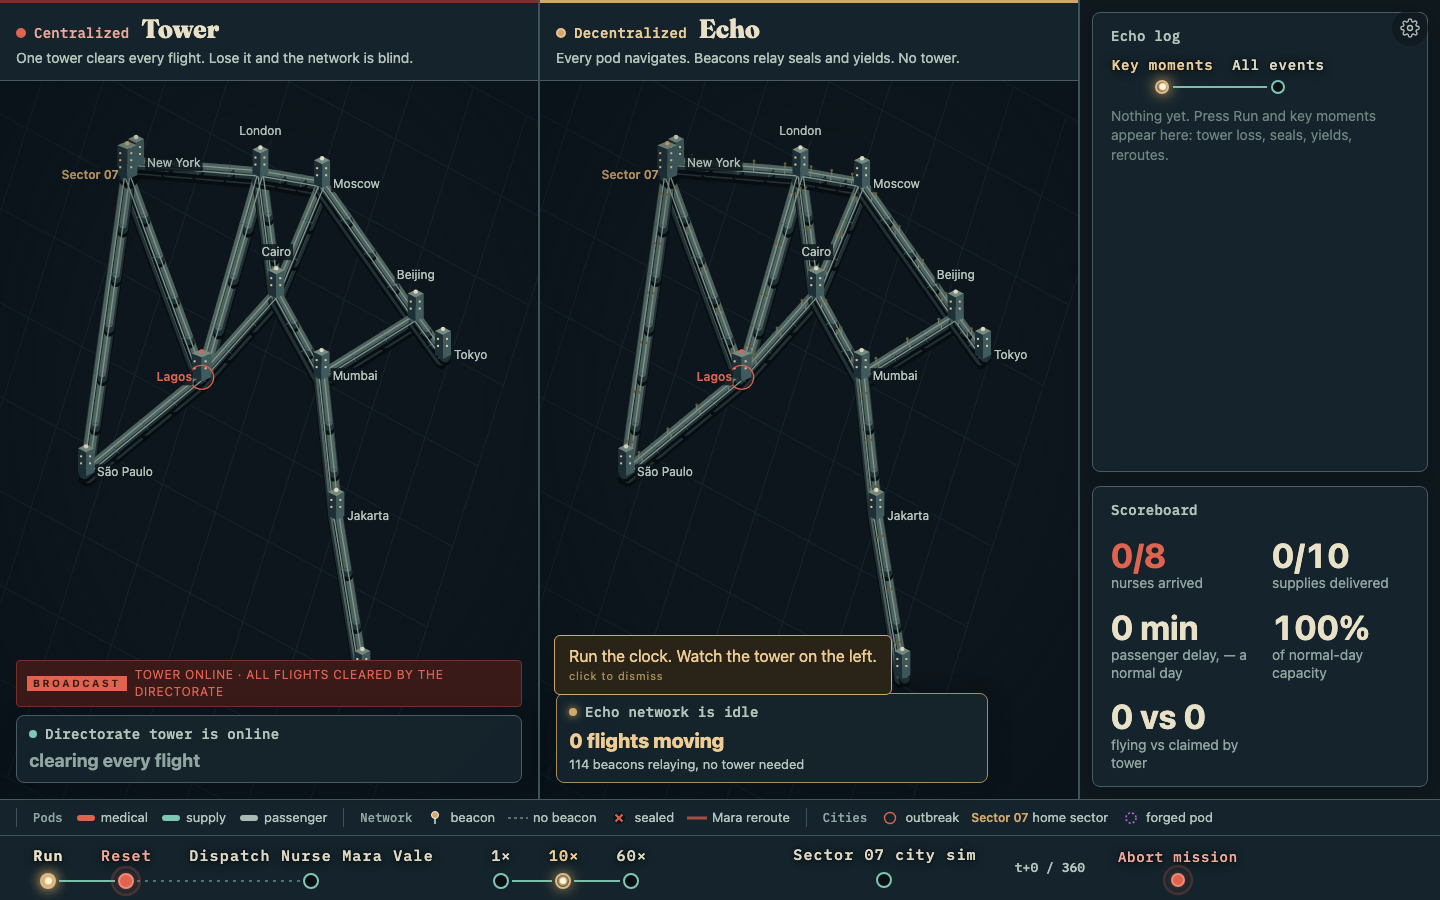 Centralized Tower
One tower clears every flight. Lose it and the network is blind.
London
New York
Sector 07
Moscow
Cairo
Beijing
Tokyo
Lagos
Mumbai
São Paulo
Jakarta
BROADCAST
TOWER ONLINE · ALL FLIGHTS CLEARED BY THE
DIRECTORATE
Directorate tower is online
clearing every flight
Decentralized Echo
Every pod navigates. Beacons relay seals and yields. No tower.
London
New York
Sector 07
Moscow
Cairo
Beijing
Tokyo
Lagos
Mumbai
São Paulo
Jakarta
Run the clock. Watch the tower on the left.
click to dismiss
Echo network is idle
0 flights moving
114 beacons relaying, no tower needed
Echo log
Key moments All events
Nothing yet. Press Run and key moments
appear here: tower loss, seals, yields,
reroutes.
Scoreboard
0/8
nurses arrived
0/10
supplies delivered
0 min
passenger delay, — a
normal day
100%
of normal-day
capacity
0 vs 0
flying vs claimed by
tower
Pods medical supply passenger Network beacon no beacon sealed Mara reroute Cities outbreak Sector 07 home sector forged pod
Run Reset Dispatch Nurse Mara Vale 1× 10× 60× Sector 07 city sim t+0 / 360 Abort mission